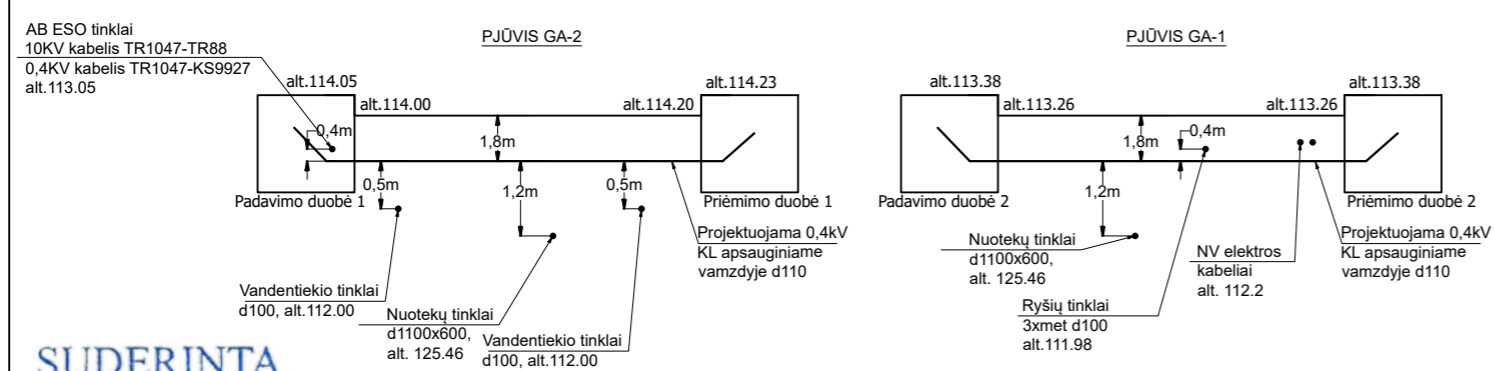 AB ESO tinklai
10KV kabelis TR1047-TR88
0,4KV kabelis TR1047-KS9927
alt.113.05
PJŪVIS GA-2
alt.114.05
alt.114.00
alt.114.20
alt.114.23
0,4m
1,8m
0,5m
1,2m
0,5m
Padavimo duobė 1
Priėmimo duobė 1
Projektuojama 0,4kV
KL apsauginiame
vamzdyje d110
Vandentiekio tinklai
d100, alt.112.00
Nuotekų tinklai
d1100x600,
alt. 125.46
Vandentiekio tinklai
d100, alt.112.00
PJŪVIS GA-1
alt.113.38
alt.113.26
alt.113.26
alt.113.38
1,8m
0,4m
1,2m
Padavimo duobė 2
Priėmimo duobė 2
Nuotekų tinklai
d1100x600,
alt. 125.46
Ryšių tinklai
3xmet d100
alt.111.98
NV elektros
kabeliai
alt. 112.2
Projektuojama 0,4kV
KL apsauginiame
vamzdyje d110
SUDERINTA